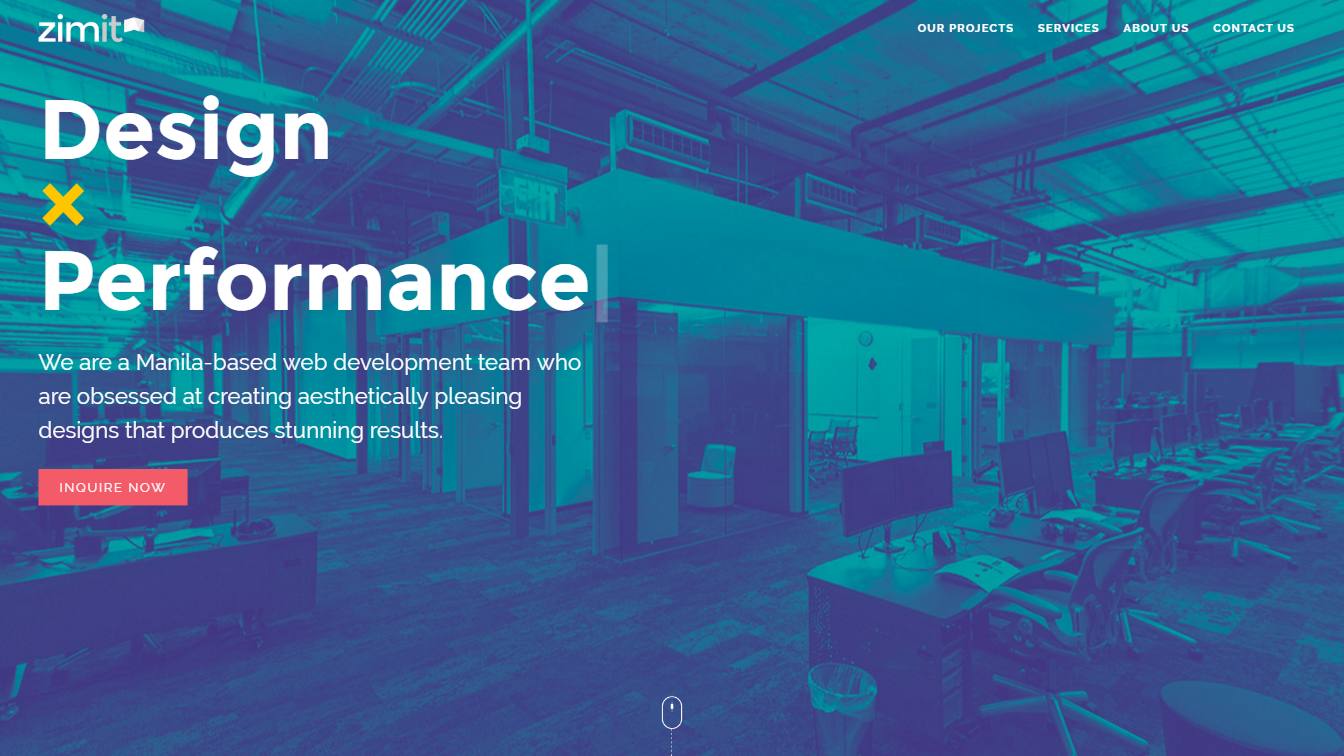 zimit
OUR PROJECTS SERVICES ABOUT US CONTACT US
Design
×
Performance
EXIT
We are a Manila-based web development team who
are obsessed at creating aesthetically pleasing
designs that produces stunning results.
INQUIRE NOW